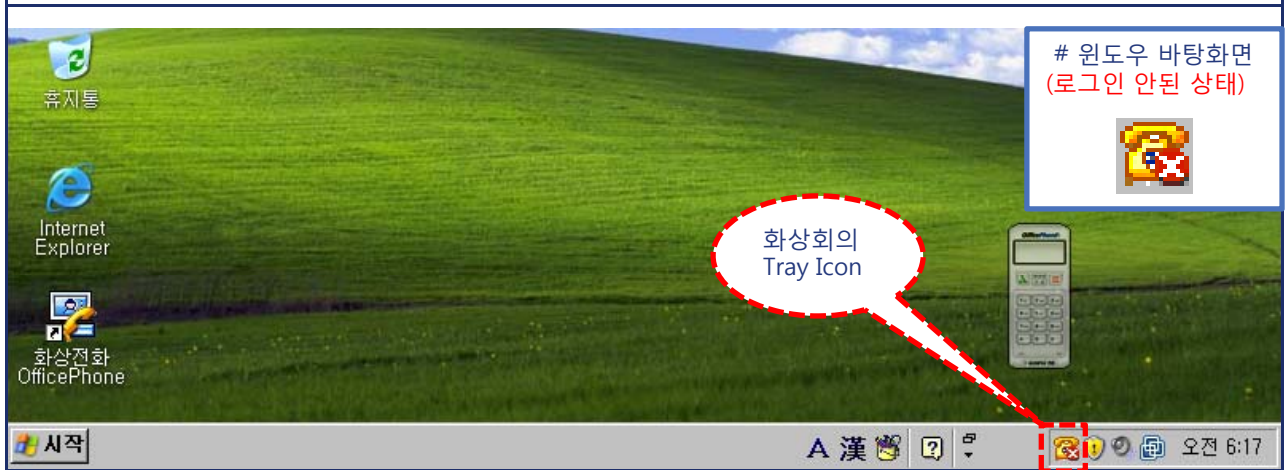 # 윈도우 바탕화면
(로그인 안된 상태)
휴지통
Internet
Explorer
화상회의
Tray Icon
화상전화
OfficePhone
시작
A 漢
오전 6:17